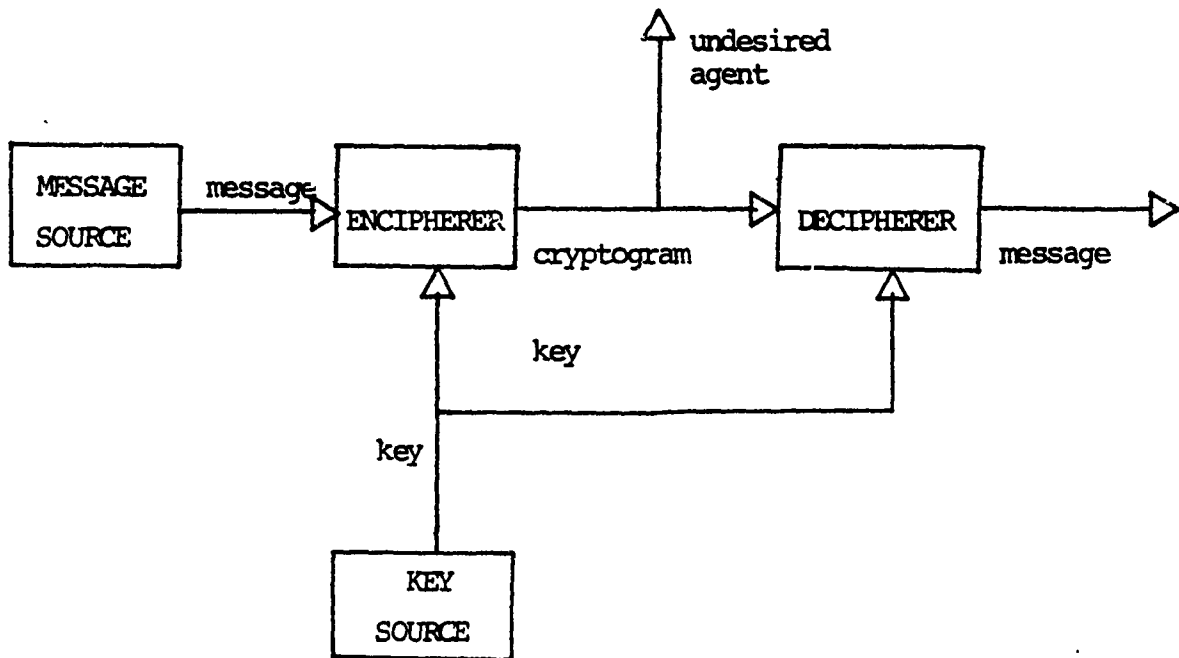 undesired
agent
MESSAGE
SOURCE
message
ENCIPHERER
cryptogram
DECIPHERER
message
key
key
KEY
SOURCE